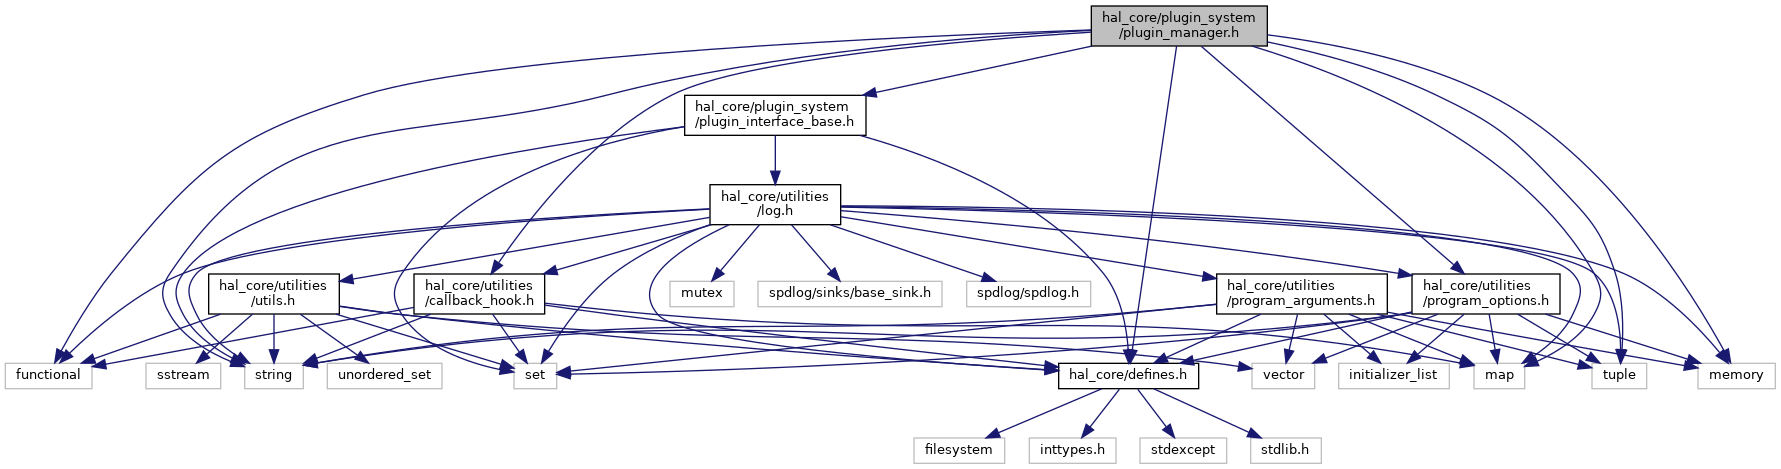 hal_core/plugin_system
/plugin_manager.h
hal_core/plugin_system
/plugin_interface_base.h
hal_core/utilities
/log.h
hal_core/utilities
/utils.h
hal_core/utilities
/callback_hook.h
mutex
spdlog/sinks/base_sink.h
spdlog/spdlog.h
hal_core/utilities
/program_arguments.h
hal_core/utilities
/program_options.h
functional
sstream
string
unordered_set
set
hal_core/defines.h
vector
initializer_list
map
tuple
memory
filesystem
inttypes.h
stdexcept
stdlib.h